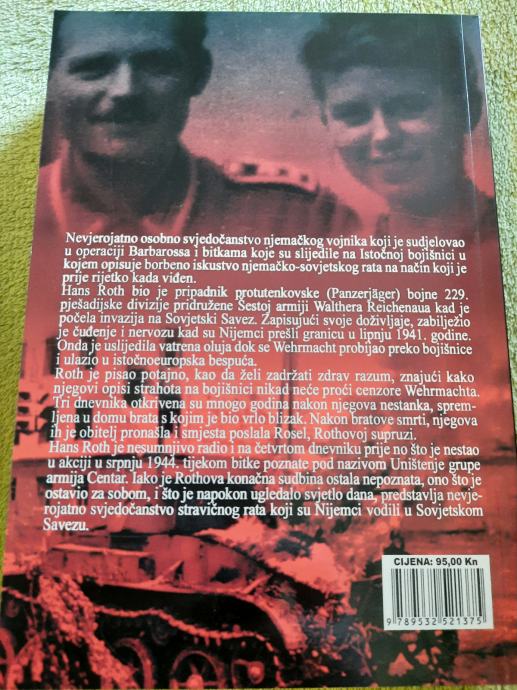 Nevjerojatno osobno svjedočanstvo njemačkog vojnika koji je sudjelovao
u operaciji Barbarossa i bitkama koje su slijedile na Istočnoj bojišnici u
kojem opisuje borbeno iskustvo njemačko-sovjetskog rata na način koji je
prije rijetko kada viđen.
Hans Roth bio je pripadnik protutenkovske (Panzerjäger) bojne 229.
pješadijske divizije pridružene Šestoj armiji Walthera Reichenaua kad je
počela invazija na Sovjetski Savez. Zapisujući svoje doživljaje, zabilježio
je čuđenje i nervozu kad su Nijemci prešli granicu u lipnju 1941. godine.
Onda je uslijedila vatrena oluja dok se Wehrmacht probijao preko bojišnice
i ulazio u istočnoeuropska bespuća.
Roth je pisao potajno, kao da želi zadržati zdrav razum, znajući kako
njegovi opisi strahota na bojišnici nikad neće proći cenzore Wehrmachta.
Tri dnevnika otkrivena su mnogo godina nakon njegova nestanka, sprem-
ljena u domu brata s kojim je bio vrlo blizak. Nakon bratove smrti, njegova
ih je obitelj pronašla i smjesta poslala Rosel, Rothovoj supruzi.
Hans Roth je nesumnjivo radio i na četvrtom dnevniku prije no što je nestao
u akciji u srpnju 1944. tijekom bitke poznate pod nazivom Uništenje grupe
armija Centar. Iako je Rothova konačna sudbina ostala nepoznata, ono što je
ostavio za sobom, i što je napokon ugledalo svjetlo dana, predstavlja nevje-
rojatno svjedočanstvo stravičnog rata koji su Nijemci vodili u Sovjetskom
Savezu.
CIJENA: 95,00 Kn
9 789532 521375